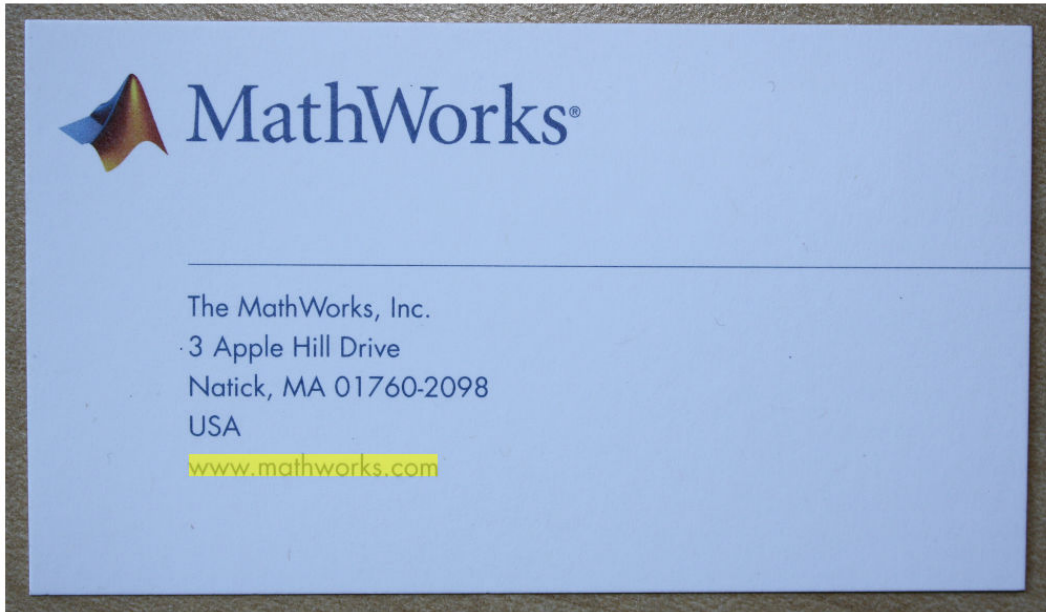 MathWorks®
The MathWorks, Inc.
3 Apple Hill Drive
Natick, MA 01760-2098
USA
www.mathworks.com